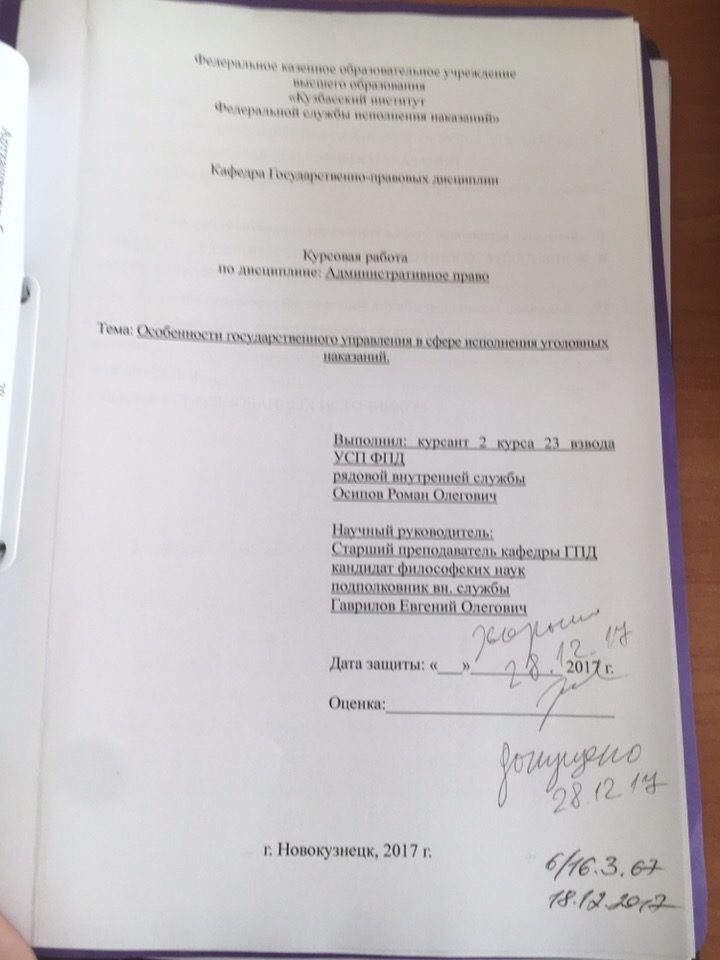 Федеральное казенное образовательное учреждение
высшего образования
«Кузбасский институт
Федеральной службы исполнения наказаний»
Кафедра Государственно-правовых дисциплин
Курсовая работа
по дисциплине: Административное право
Тема: Особенности государственного управления в сфере исполнения уголовных
наказаний.
Выполнил: курсант 2 курса 23 взвода
УСП ФПД
рядовой внутренней службы
Осипов Роман Олегович
Научный руководитель:
Старший преподаватель кафедры ГПД
кандидат философских наук
подполковник вн. службы
Гаврилов Евгений Олегович
хорошо
28.12.17
Дата защиты: «___»__________ 2017 г.
Оценка:__________________________
допущено
28.12.17
г. Новокузнецк, 2017 г.
6/16.3.67
18.12.2017